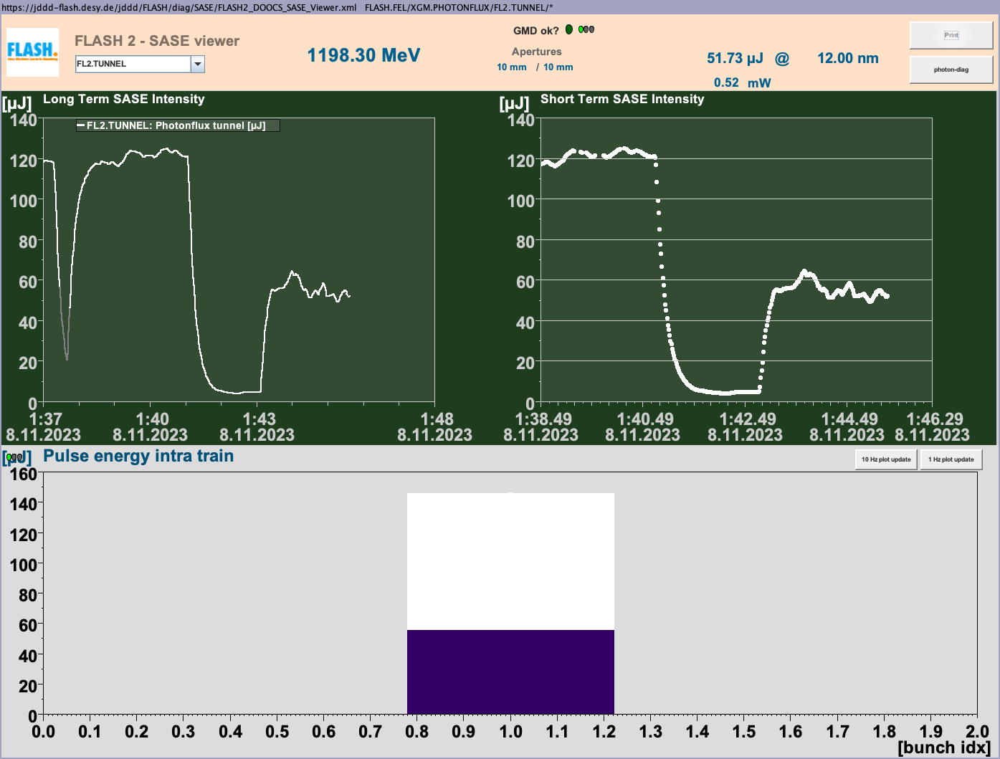 https://jddd-flash.desy.de/jddd/FLASH/diag/SASE/FLASH2_DOOCS_SASE_Viewer.xml FLASH.FEL/XGM.PHOTONFLUX/FL2.TUNNEL/*
FLASH.
FLASH 2 - SASE viewer
FL2.TUNNEL
1198.30 MeV
GMD ok?
Apertures
10 mm / 10 mm
51.73 µJ @ 12.00 nm
0.52 mW
Print
photon-diag
[µJ] Long Term SASE Intensity
FL2.TUNNEL: Photonflux tunnel [µJ]
140
120
100
80
60
40
20
0
1:37 1:40 1:43 1:48
8.11.2023 8.11.2023 8.11.2023 8.11.2023
[µJ] Short Term SASE Intensity
140
120
100
80
60
40
20
0
1:38.49 1:40.49 1:42.49 1:44.49 1:46.29
8.11.2023 8.11.2023 8.11.2023 8.11.2023 8.11.2023
[µJ] Pulse energy intra train
10 Hz plot update 1 Hz plot update
160
140
120
100
80
60
40
20
0
0.0 0.1 0.2 0.3 0.4 0.5 0.6 0.7 0.8 0.9 1.0 1.1 1.2 1.3 1.4 1.5 1.6 1.7 1.8 1.9 2.0
[bunch idx]